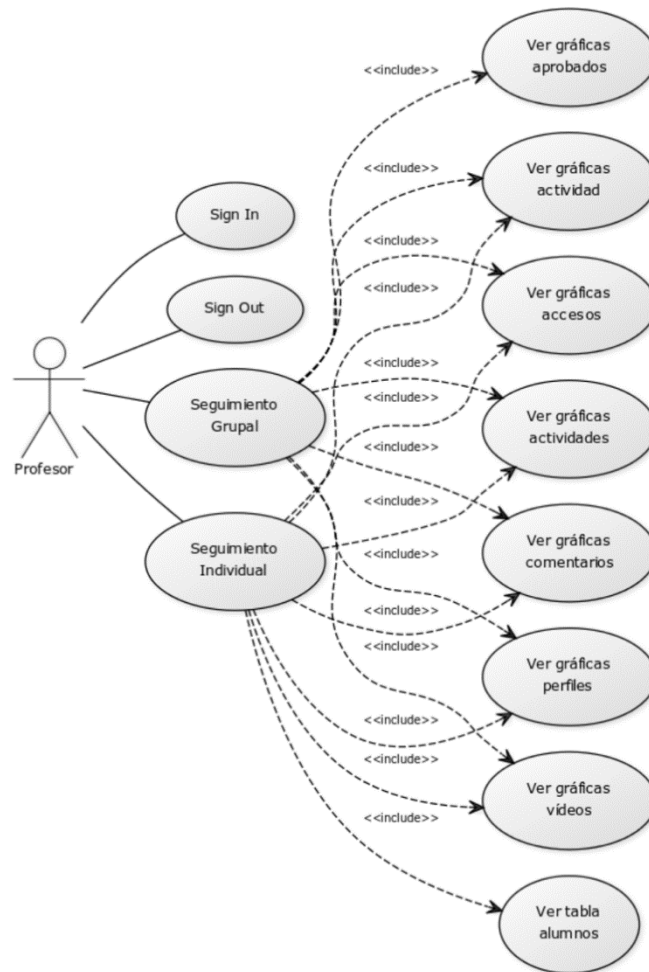 Ver gráficas
aprobados
<<include>>
<<include>>
Ver gráficas
actividad
Sign In
<<include>>
Ver gráficas
accesos
Sign Out
<<include>>
<<include>>
Profesor
Seguimiento
Grupal
<<include>>
Ver gráficas
actividades
<<include>>
<<include>>
Seguimiento
Individual
<<include>>
Ver gráficas
comentarios
<<include>>
<<include>>
Ver gráficas
perfiles
<<include>>
<<include>>
Ver gráficas
vídeos
<<include>>
Ver tabla
alumnos